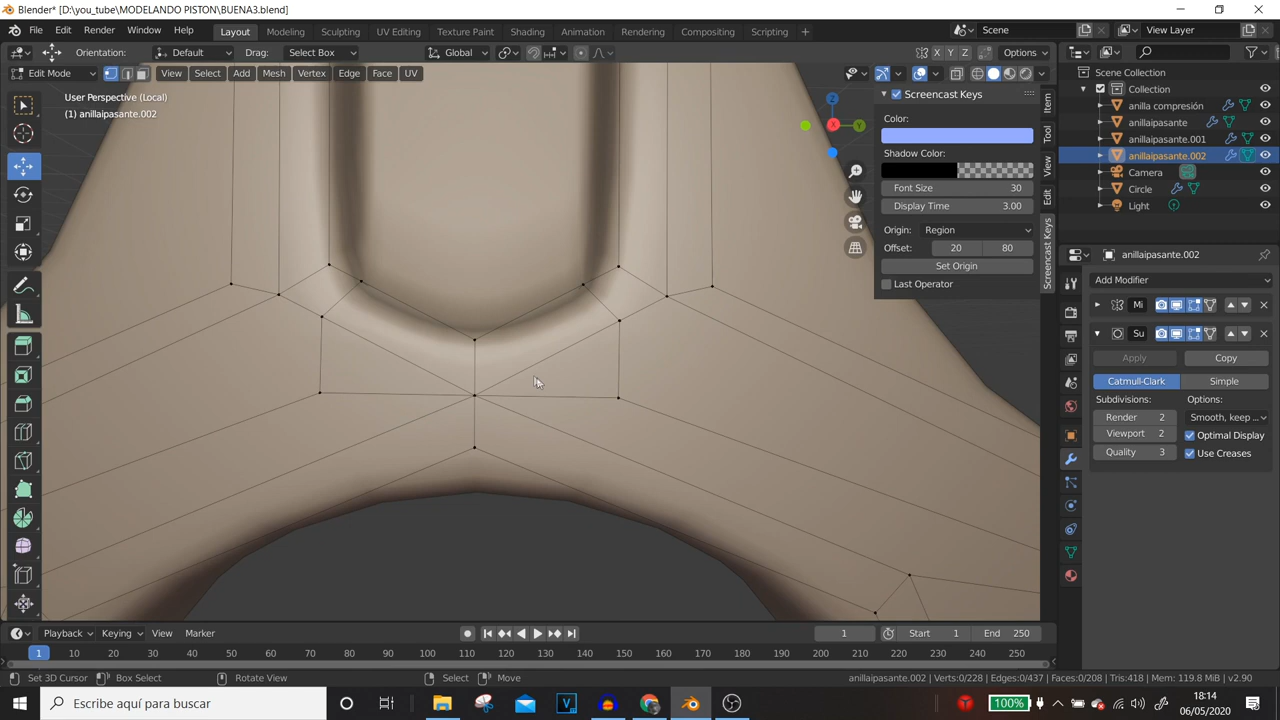 Blender* [D:\you_tube\MODELANDO PISTON\BUENA3.blend]
File Edit Render Window Help Layout Modeling Sculpting UV Editing Texture Paint Shading Animation Rendering Compositing Scripting + Scene View Layer
Orientation: Default Drag: Select Box Global X Y Z Options
Edit Mode View Select Add Mesh Vertex Edge Face UV
User Perspective (Local)
(1) anillaipasante.002
Z
X
Y
Screencast Keys
Color:
Shadow Color:
Font Size 30
Display Time 3.00
Origin: Region
Offset: 20 80
Set Origin
Last Operator
Item
Tool
View
Edit
Screencast Keys
Scene Collection
Collection
anilla compresión
anillaipasante
anillaipasante.001
anillaipasante.002
Camera
Circle
Light
anillaipasante.002
Add Modifier
Mi
Su
Apply Copy
Catmull-Clark Simple
Subdivisions: Options:
Render 2 Smooth, keep ...
Viewport 2 Optimal Display
Quality 3 Use Creases
Playback Keying View Marker 1 Start 1 End 250
1 10 20 30 40 50 60 70 80 90 100 110 120 130 140 150 160 170 180 190 200 210 220 230 240 250
Set 3D Cursor Box Select Rotate View Select Move anillaipasante.002 | Verts:0/228 | Edges:0/437 | Faces:0/208 | Tris:418 | Mem: 119.8 MiB | v2.90
Escribe aquí para buscar 100% 18:14
06/05/2020